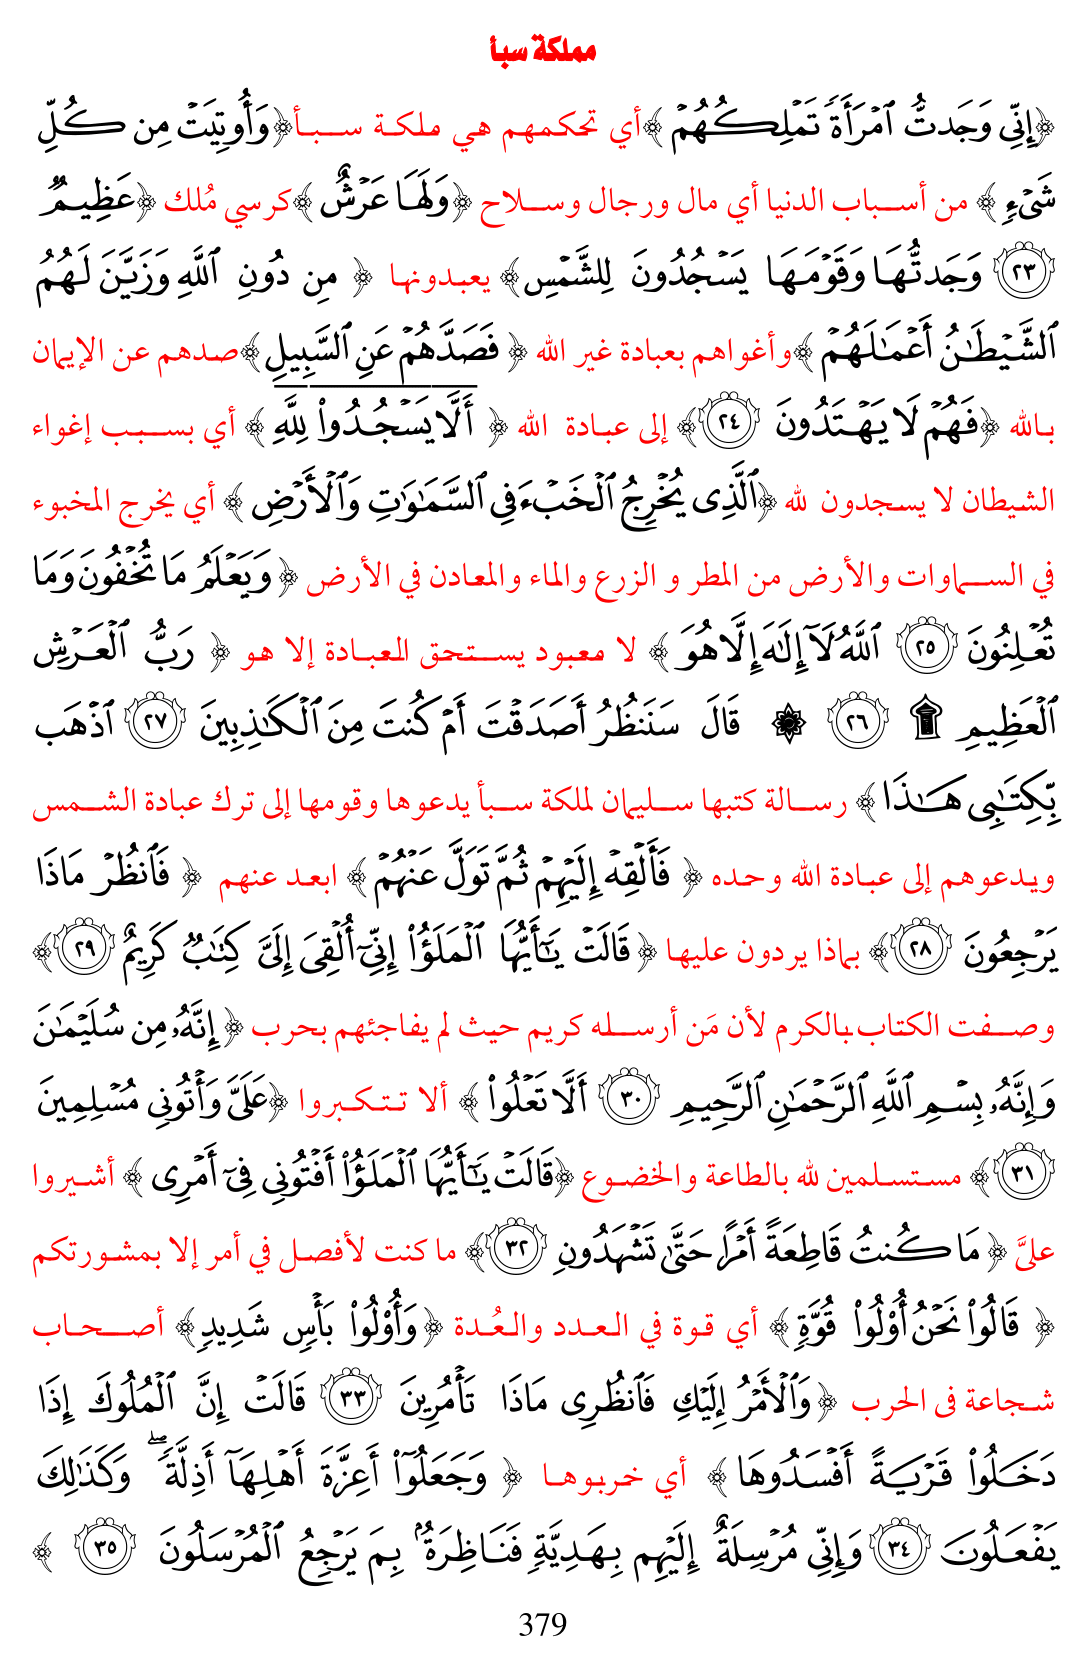 مملكة سبأ
﴿إِنِّي وَجَدتُّ ٱمۡرَأَةٗ تَمۡلِكُهُمۡ ﴾أي تحكمهم هي ملكة سبأ﴿وَأُوتِيَتۡ مِن كُلِّ
شَيۡءٖ ﴾ من أسباب الدنيا أي مال ورجال وسلاح ﴿وَلَهَا عَرۡشٌ ﴾كرسي مُلك ﴿عَظِيمٞ
٢٣ وَجَدتُّهَا وَقَوۡمَهَا يَسۡجُدُونَ لِلشَّمۡسِ﴾ يعبدونها ﴿ مِن دُونِ ٱللَّهِ وَزَيَّنَ لَهُمُ
ٱلشَّيۡطَٰنُ أَعۡمَٰلَهُمۡ ﴾وأغواهم بعبادة غير الله ﴿ فَصَدَّهُمۡ عَنِ ٱلسَّبِيلِ﴾صدهم عن الإيمان
بالله ﴿فَهُمۡ لَا يَهۡتَدُونَ ٢٤﴾ إلى عبادة الله ﴿ أَلَّا يَسۡجُدُواْ لِلَّهِ ﴾ أي بسبب إغواء
الشيطان لا يسجدون لله ﴿ٱلَّذِي يُخۡرِجُ ٱلۡخَبۡءَ فِي ٱلسَّمَٰوَٰتِ وَٱلۡأَرۡضِ ﴾ أي يخرج المخبوء
في السماوات والأرض من المطر و الزرع والماء والمعادن في الأرض ﴿وَيَعۡلَمُ مَا تُخۡفُونَ وَمَا
تُعۡلِنُونَ ٢٥ ٱللَّهُ لَآ إِلَٰهَ إِلَّا هُوَ ﴾ لا معبود يستحق العبادة إلا هو ﴿ رَبُّ ٱلۡعَرۡشِ
ٱلۡعَظِيمِ ۩ ٢٦ ۞ قَالَ سَنَنظُرُ أَصَدَقۡتَ أَمۡ كُنتَ مِنَ ٱلۡكَٰذِبِينَ ٢٧ ٱذۡهَب
بِّكِتَٰبِي هَٰذَا ﴾ رسالة كتبها سليمان لملكة سبأ يدعوها وقومها إلى ترك عبادة الشمس
ويدعوهم إلى عبادة الله وحده ﴿ فَأَلۡقِهۡ إِلَيۡهِمۡ ثُمَّ تَوَلَّ عَنۡهُمۡ ﴾ ابعد عنهم ﴿ فَٱنظُرۡ مَاذَا
يَرۡجِعُونَ ٢٨﴾ بماذا يردون عليها ﴿ قَالَتۡ يَٰٓأَيُّهَا ٱلۡمَلَؤُاْ إِنِّيٓ أُلۡقِيَ إِلَيَّ كِتَٰبٞ كَرِيمٌ ٢٩﴾
وصفت الكتاب بالكرم لأن مَن أرسله كريم حيث لم يفاجئهم بحرب ﴿ إِنَّهُۥ مِن سُلَيۡمَٰنَ
وَإِنَّهُۥ بِسۡمِ ٱللَّهِ ٱلرَّحۡمَٰنِ ٱلرَّحِيمِ ٣٠ أَلَّا تَعۡلُواْ ﴾ ألا تتكبروا ﴿عَلَيَّ وَأۡتُونِي مُسۡلِمِينَ
٣١﴾ مستسلمين لله بالطاعة والخضوع ﴿قَالَتۡ يَٰٓأَيُّهَا ٱلۡمَلَؤُاْ أَفۡتُونِي فِيٓ أَمۡرِي ﴾ أشيروا
عليَّ ﴿ مَا كُنتُ قَاطِعَةً أَمۡرًا حَتَّىٰ تَشۡهَدُونِ ٣٢﴾ ما كنت لأفصل في أمر إلا بمشورتكم
﴿ قَالُواْ نَحۡنُ أُوْلُواْ قُوَّةٖ ﴾ أي قوة في العدد والعُدة ﴿وَأُوْلُواْ بَأۡسٖ شَدِيدٖ﴾ أصحاب
شجاعة فى الحرب ﴿ وَٱلۡأَمۡرُ إِلَيۡكِ فَٱنظُرِي مَاذَا تَأۡمُرِينَ ٣٣ قَالَتۡ إِنَّ ٱلۡمُلُوكَ إِذَا
دَخَلُواْ قَرۡيَةً أَفۡسَدُوهَا ﴾ أي خربوها ﴿ وَجَعَلُوٓاْ أَعِزَّةَ أَهۡلِهَآ أَذِلَّةٗۖ وَكَذَٰلِكَ
يَفۡعَلُونَ ٣٤ وَإِنِّي مُرۡسِلَةٌ إِلَيۡهِم بِهَدِيَّةٖ فَنَاظِرَةُۢ بِمَ يَرۡجِعُ ٱلۡمُرۡسَلُونَ ٣٥ ﴾
379